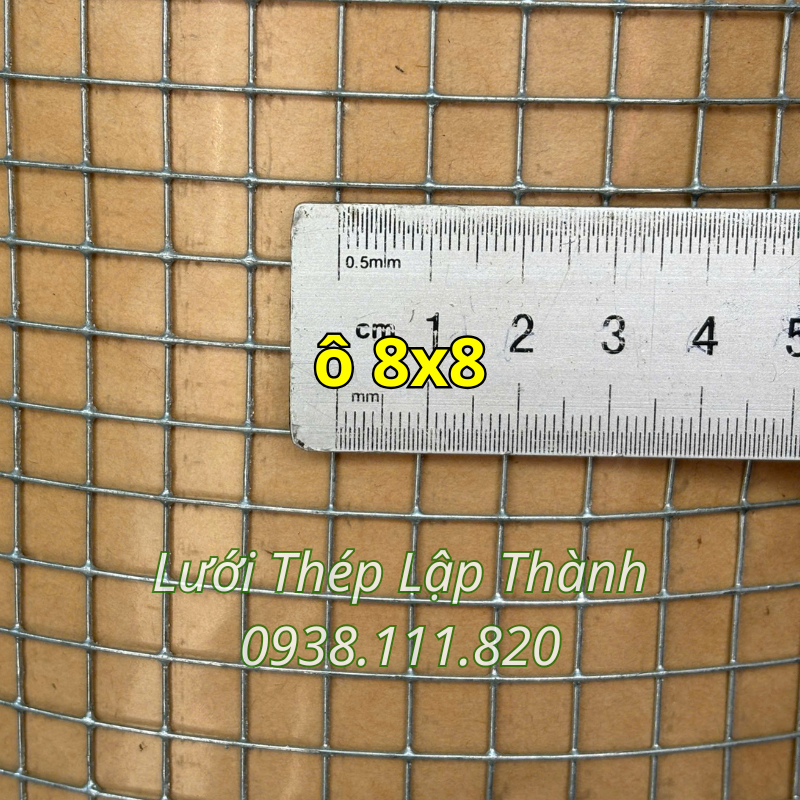 0.5mm
cm 1 2 3 4 5
ô 8x8
mm
Lưới Thép Lập Thành
0938.111.820